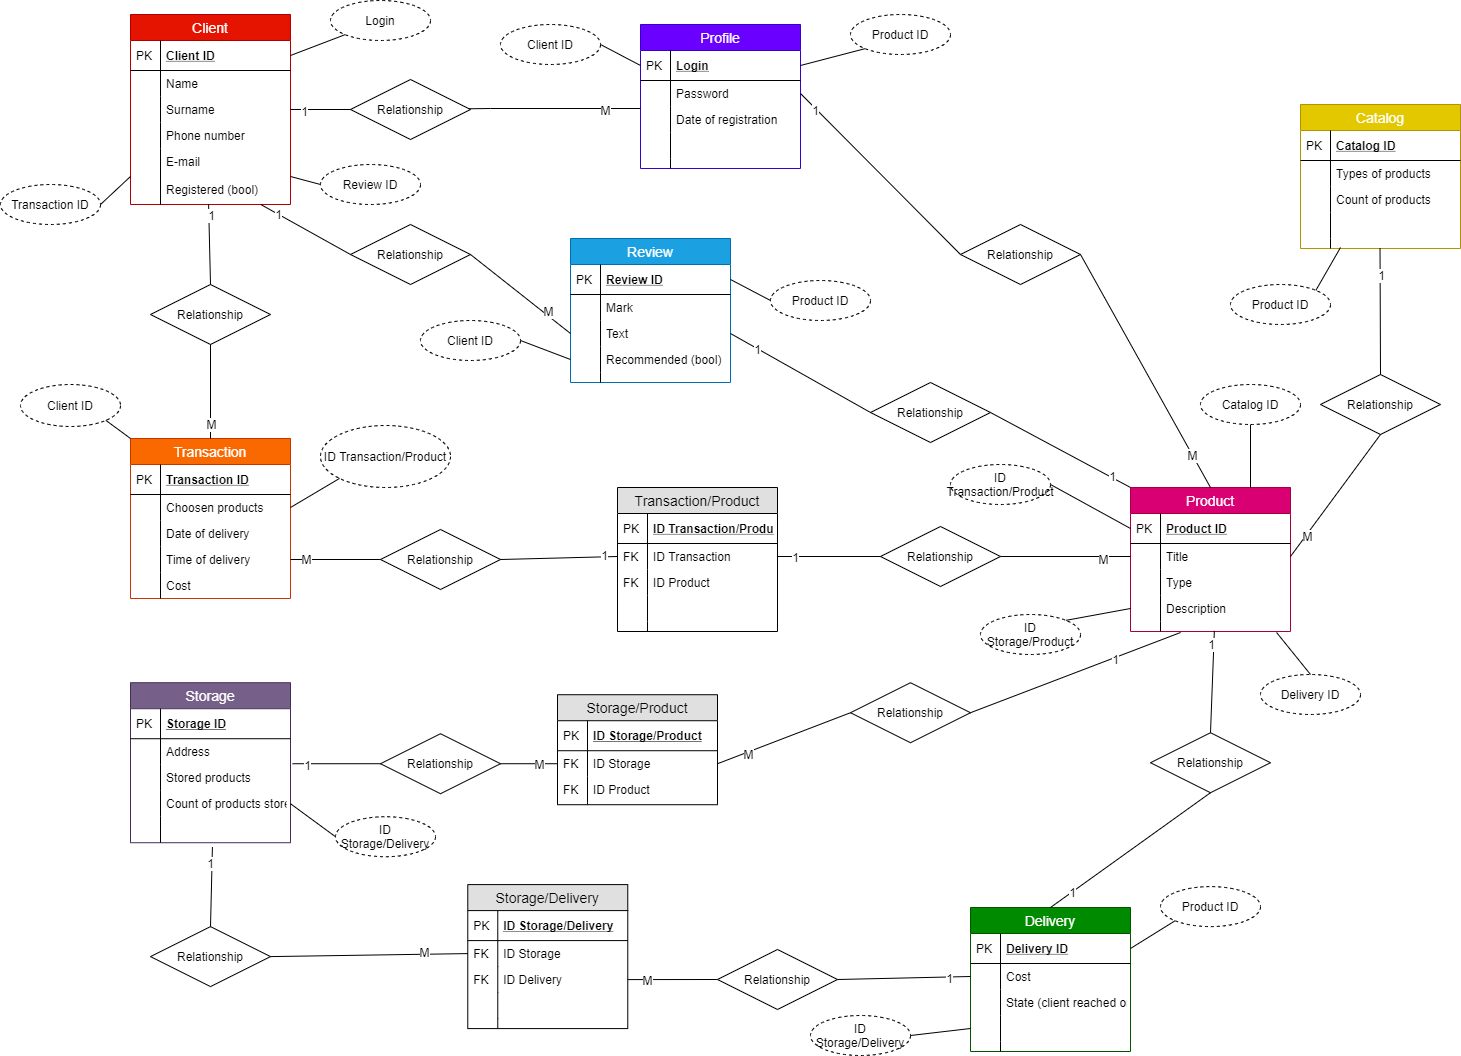 Client
PK Client ID
Name
Surname
Phone number
E-mail
Registered (bool)
Login
Transaction ID
Review ID
1
Relationship
M
Client ID
Profile
PK Login
Password
Date of registration
Product ID
1
Relationship
M
Catalog
PK Catalog ID
Types of products
Count of products
Product ID
1
Relationship
M
1
Relationship
M
1
Relationship
M
Review
PK Review ID
Mark
Text
Recommended (bool)
Product ID
Client ID
1
Relationship
1
Client ID
Transaction
PK Transaction ID
Choosen products
Date of delivery
Time of delivery
Cost
ID Transaction/Product
M
Relationship
1
Transaction/Product
PK ID Transaction/Produ
FK ID Transaction
FK ID Product
1
Relationship
M
Catalog ID
ID
Transaction/Product
Product
PK Product ID
Title
Type
Description
ID
Storage/Product
Delivery ID
Storage
PK Storage ID
Address
Stored products
Count of products store
ID
Storage/Delivery
1
Relationship
M
Storage/Product
PK ID Storage/Product
FK ID Storage
FK ID Product
M
Relationship
1
1
Relationship
1
1
Relationship
M
Storage/Delivery
PK ID Storage/Delivery
FK ID Storage
FK ID Delivery
M
Relationship
1
Delivery
PK Delivery ID
Cost
State (client reached o
Product ID
ID
Storage/Delivery